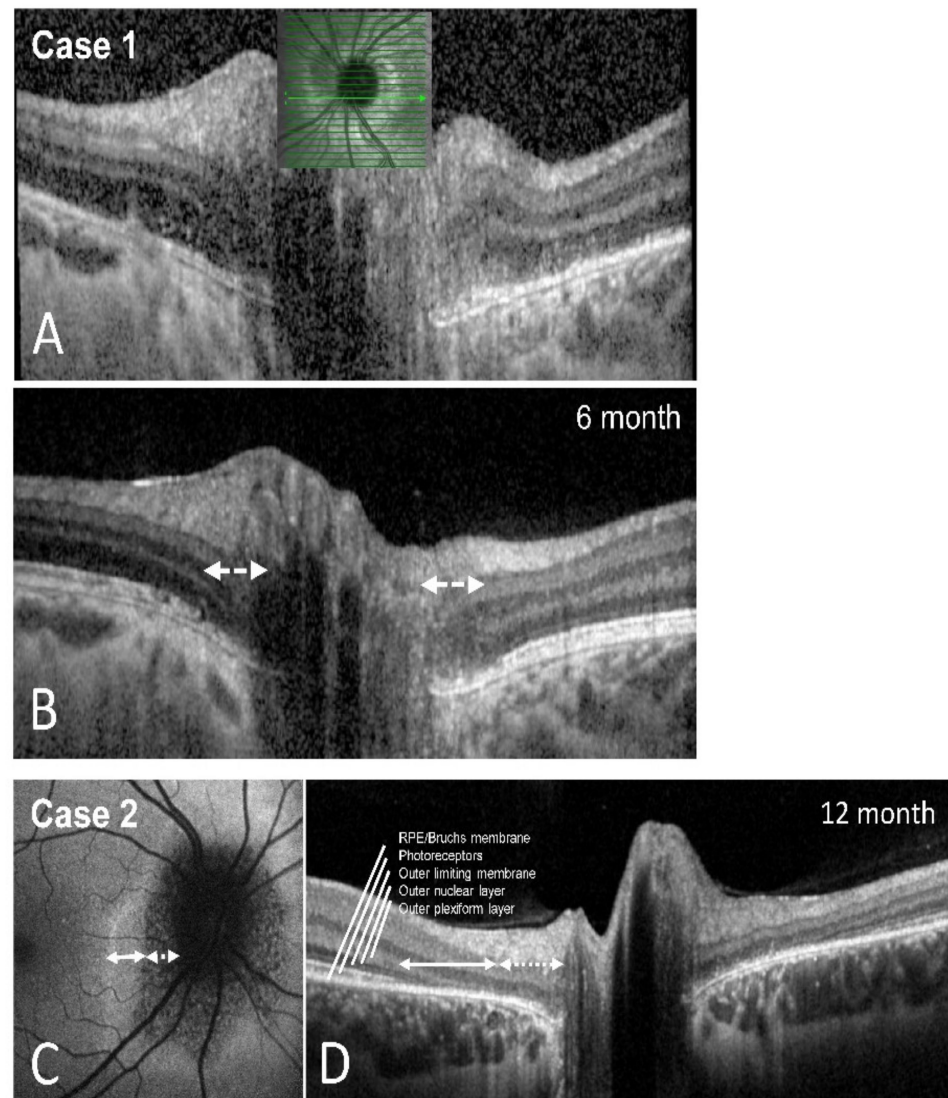 Case 1
A
6 month
B
Case 2
C
12 month
RPE/Bruchs membrane
Photoreceptors
Outer limiting membrane
Outer nuclear layer
Outer plexiform layer
D